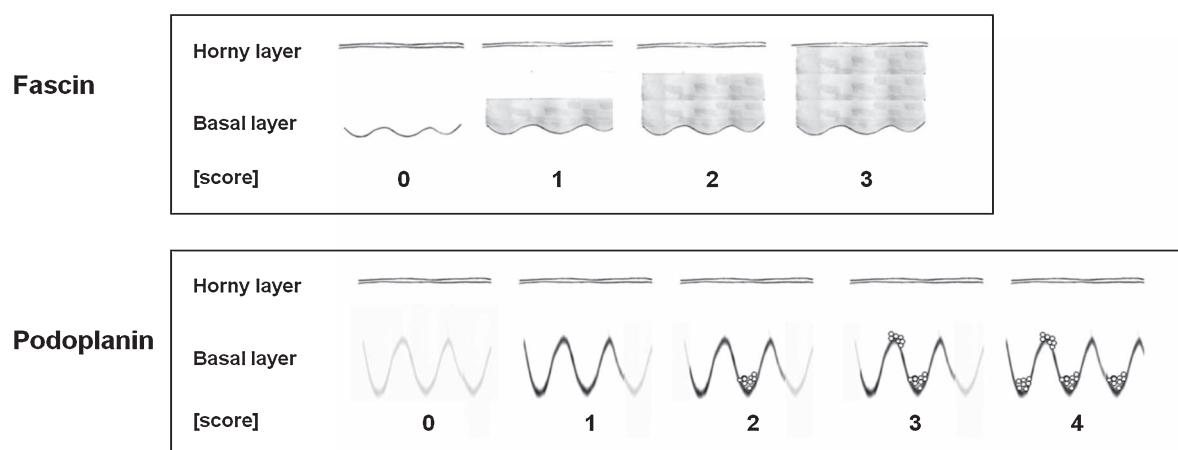 Fascin
Horny layer
Basal layer
[score] 0 1 2 3
Podoplanin
Horny layer
Basal layer
[score] 0 1 2 3 4